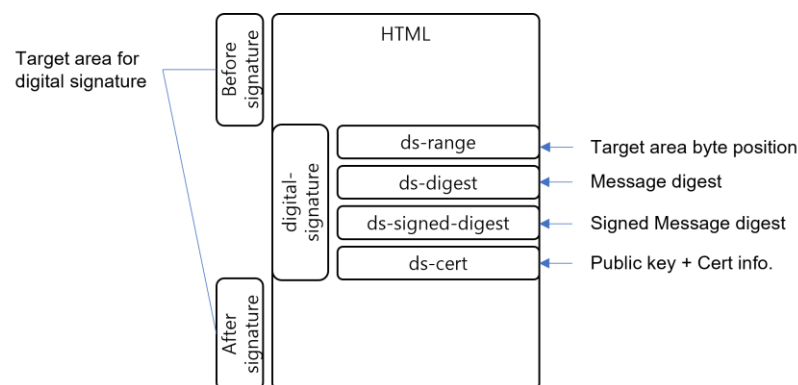 HTML
Target area for
digital signature
Before
signature
ds-range
Target area byte position
digital-
signature
ds-digest
Message digest
ds-signed-digest
Signed Message digest
ds-cert
Public key + Cert info.
After
signature